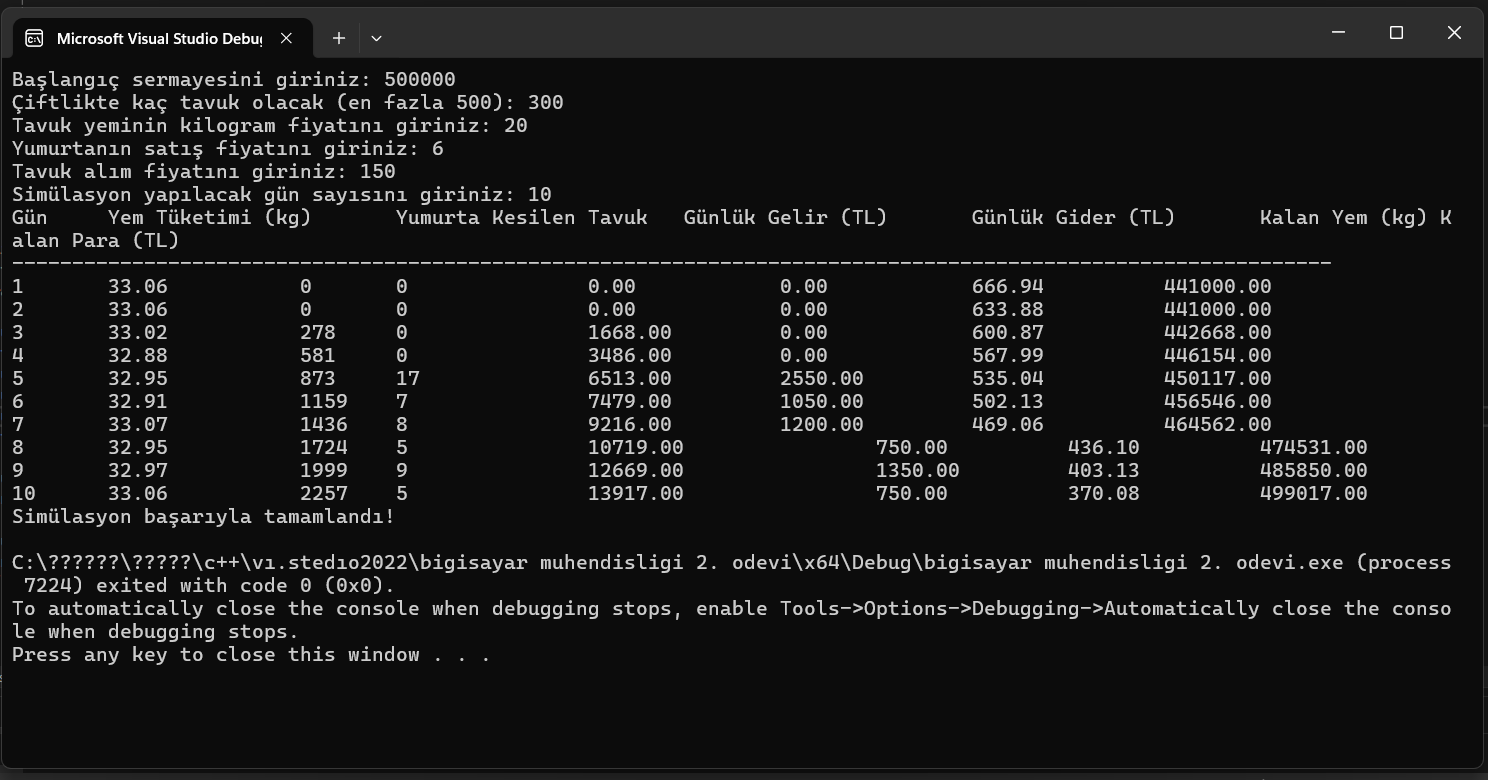 Microsoft Visual Studio Debug
Başlangıç sermayesini giriniz: 500000
Çiftlikte kaç tavuk olacak (en fazla 500): 300
Tavuk yeminin kilogram fiyatını giriniz: 20
Yumurtanın satış fiyatını giriniz: 6
Tavuk alım fiyatını giriniz: 150
Simülasyon yapılacak gün sayısını giriniz: 10
Gün     Yem Tüketimi (kg)       Yumurta Kesilen Tavuk   Günlük Gelir (TL)       Günlük Gider (TL)       Kalan Yem (kg) K
alan Para (TL)
--------------------------------------------------------------------------------------------------------------
1       33.06           0       0               0.00            0.00            666.94          441000.00
2       33.06           0       0               0.00            0.00            633.88          441000.00
3       33.02           278     0               1668.00         0.00            600.87          442668.00
4       32.88           581     0               3486.00         0.00            567.99          446154.00
5       32.95           873     17              6513.00         2550.00         535.04          450117.00
6       32.91           1159    7               7479.00         1050.00         502.13          456546.00
7       33.07           1436    8               9216.00         1200.00         469.06          464562.00
8       32.95           1724    5               10719.00                750.00          436.10          474531.00
9       32.97           1999    9               12669.00                1350.00         403.13          485850.00
10      33.06           2257    5               13917.00                750.00          370.08          499017.00
Simülasyon başarıyla tamamlandı!
C:\??????\?????\c++\vı.stedıo2022\bigisayar muhendisligi 2. odevi\x64\Debug\bigisayar muhendisligi 2. odevi.exe (process
 7224) exited with code 0 (0x0).
To automatically close the console when debugging stops, enable Tools->Options->Debugging->Automatically close the conso
le when debugging stops.
Press any key to close this window . . .